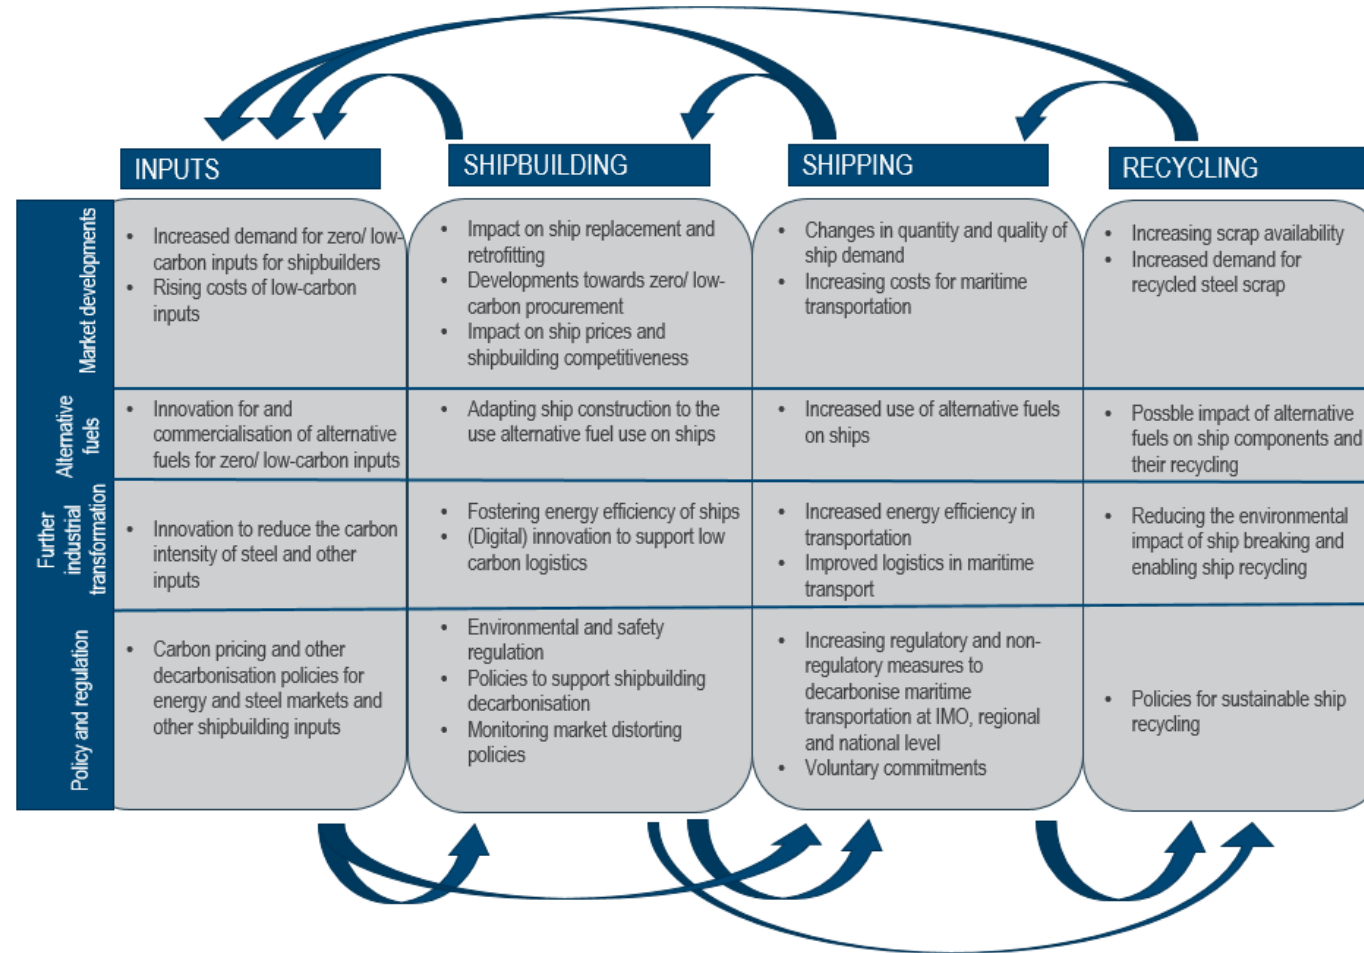 INPUTS
SHIPBUILDING
SHIPPING
RECYCLING
Market developments
• Increased demand for zero/ low-
carbon inputs for shipbuilders
• Rising costs of low-carbon
inputs
• Impact on ship replacement and
retrofitting
• Developments towards zero/ low-
carbon procurement
• Impact on ship prices and
shipbuilding competitiveness
• Changes in quantity and quality of
ship demand
• Increasing costs for maritime
transportation
• Increasing scrap availability
• Increased demand for
recycled steel scrap
Alternative
fuels
• Innovation for and
commercialisation of alternative
fuels for zero/ low-carbon inputs
• Adapting ship construction to the
use alternative fuel use on ships
• Increased use of alternative fuels
on ships
• Possble impact of alternative
fuels on ship components and
their recycling
Further
industrial
transformation
• Innovation to reduce the carbon
intensity of steel and other
inputs
• Fostering energy efficiency of ships
• (Digital) innovation to support low
carbon logistics
• Increased energy efficiency in
transportation
• Improved logistics in maritime
transport
• Reducing the environmental
impact of ship breaking and
enabling ship recycling
Policy and regulation
• Carbon pricing and other
decarbonisation policies for
energy and steel markets and
other shipbuilding inputs
• Environmental and safety
regulation
• Policies to support shipbuilding
decarbonisation
• Monitoring market distorting
policies
• Increasing regulatory and non-
regulatory measures to
decarbonise maritime
transportation at IMO, regional
and national level
• Voluntary commitments
• Policies for sustainable ship
recycling